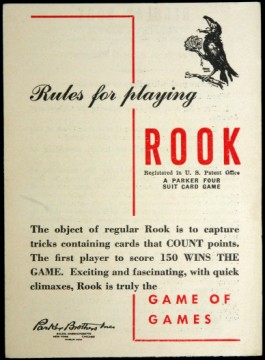 Rules for playing
ROOK
Registered in U. S. Patent Office
A PARKER FOUR
SUIT CARD GAME
The object of regular Rook is to capture
tricks containing cards that COUNT points.
The first player to score 150 WINS THE
GAME. Exciting and fascinating, with quick
climaxes, Rook is truly the
GAME OF
GAMES
Parker Brothers Inc.